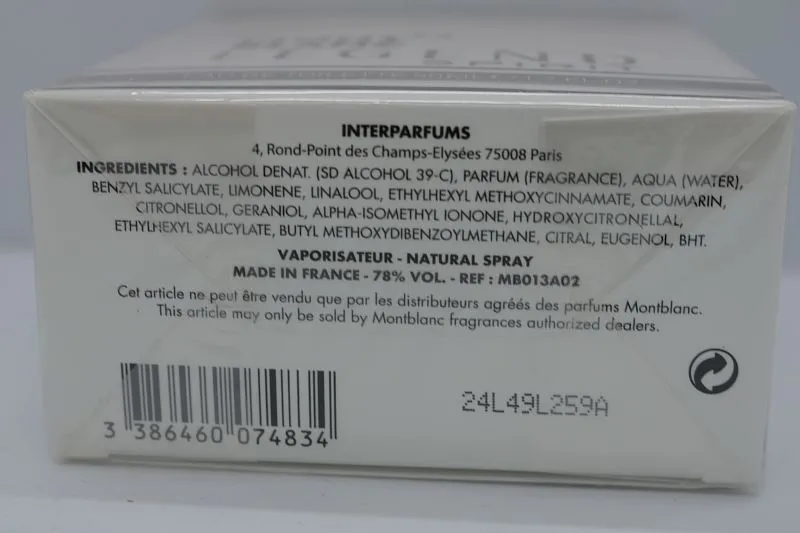 INTERPARFUMS
4, Rond-Point des Champs-Elysées 75008 Paris
INGREDIENTS : ALCOHOL DENAT. (SD ALCOHOL 39-C), PARFUM (FRAGRANCE), AQUA (WATER),
BENZYL SALICYLATE, LIMONENE, LINALOOL, ETHYLHEXYL METHOXYCINNAMATE, COUMARIN,
CITRONELLOL, GERANIOL, ALPHA-ISOMETHYL IONONE, HYDROXYCITRONELLAL,
ETHYLHEXYL SALICYLATE, BUTYL METHOXYDIBENZOYLMETHANE, CITRAL, EUGENOL, BHT.
VAPORISATEUR - NATURAL SPRAY
MADE IN FRANCE - 78% VOL. - REF : MB013A02
Cet article ne peut être vendu que par les distributeurs agréés des parfums Montblanc.
This article may only be sold by Montblanc fragrances authorized dealers.
24L49L259A
3 386460 074834